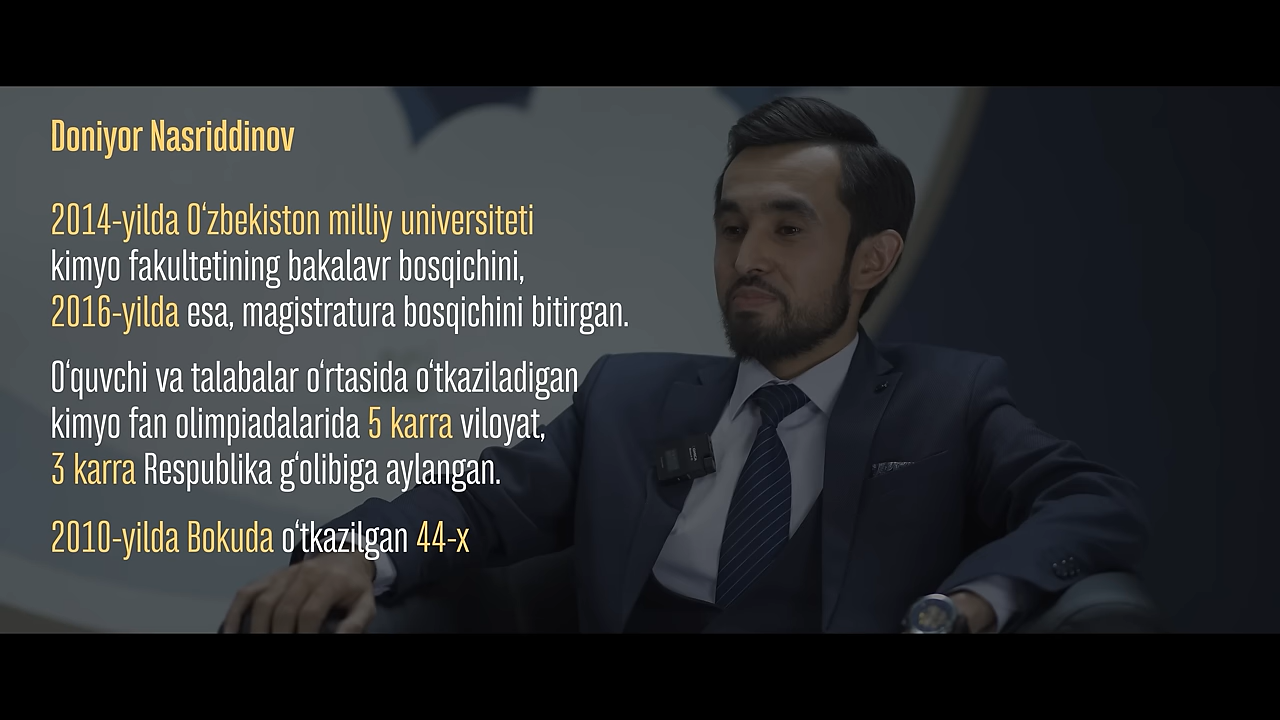 Doniyor Nasriddinov
2014-yilda O‘zbekiston milliy universiteti
kimyo fakultetining bakalavr bosqichini,
2016-yilda esa, magistratura bosqichini bitirgan.
O‘quvchi va talabalar o‘rtasida o‘tkaziladigan
kimyo fan olimpiadalarida 5 karra viloyat,
3 karra Respublika g‘olibiga aylangan.
2010-yilda Bokuda o‘tkazilgan 44-x